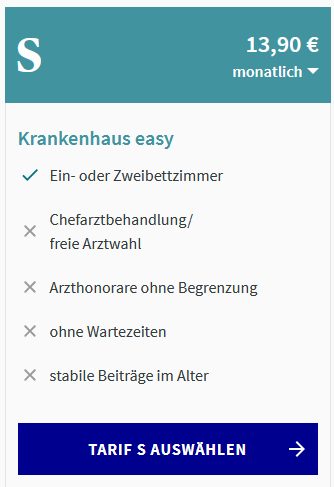 S
13,90 €
monatlich
Krankenhaus easy
Ein- oder Zweibettzimmer
Chefarztbehandlung/
freie Arztwahl
Arzthonorare ohne Begrenzung
ohne Wartezeiten
stabile Beiträge im Alter
TARIF S AUSWÄHLEN